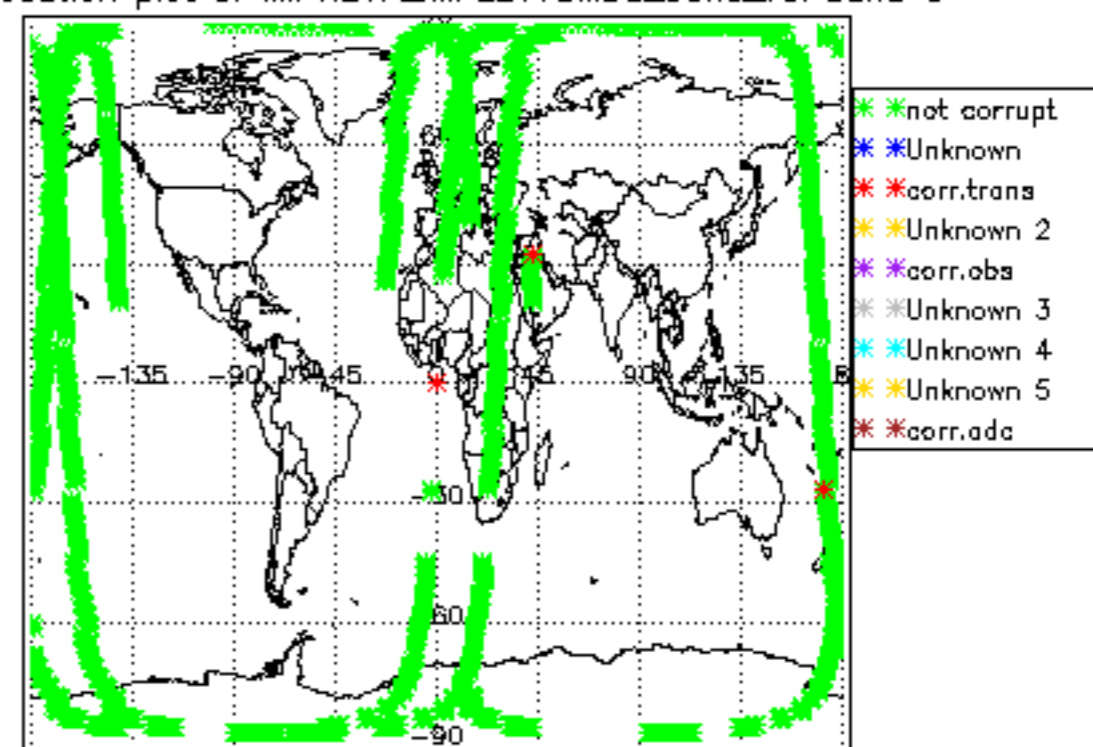 not corrupt
Unknown
corr.trans
Unknown 2
corr.obs
Unknown 3
Unknown 4
Unknown 5
corr.adc
-135 -90 -45 90 135
-30
-60
-90